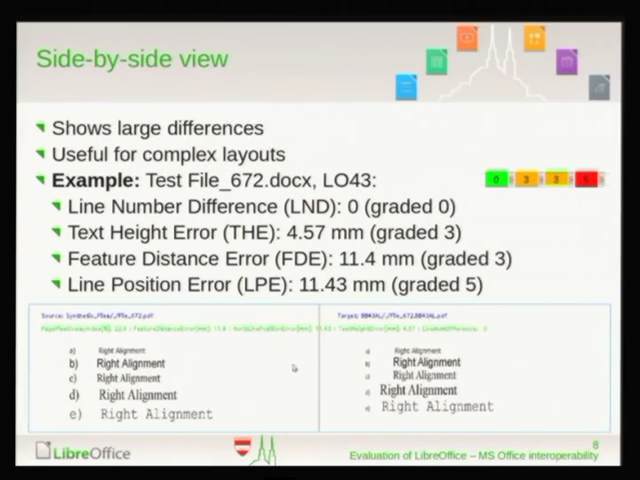 Side-by-side view
Shows large differences
Useful for complex layouts
Example: Test File_672.docx, LO43:
0 3 3 5
Line Number Difference (LND): 0 (graded 0)
Text Height Error (THE): 4.57 mm (graded 3)
Feature Distance Error (FDE): 11.4 mm (graded 3)
Line Position Error (LPE): 11.43 mm (graded 5)
a) Right Alignment
b) Right Alignment
c) Right Alignment
d) Right Alignment
e) Right Alignment
Right Alignment
Right Alignment
Right Alignment
Right Alignment
Right Alignment
LibreOffice
8
Evaluation of LibreOffice – MS Office interoperability